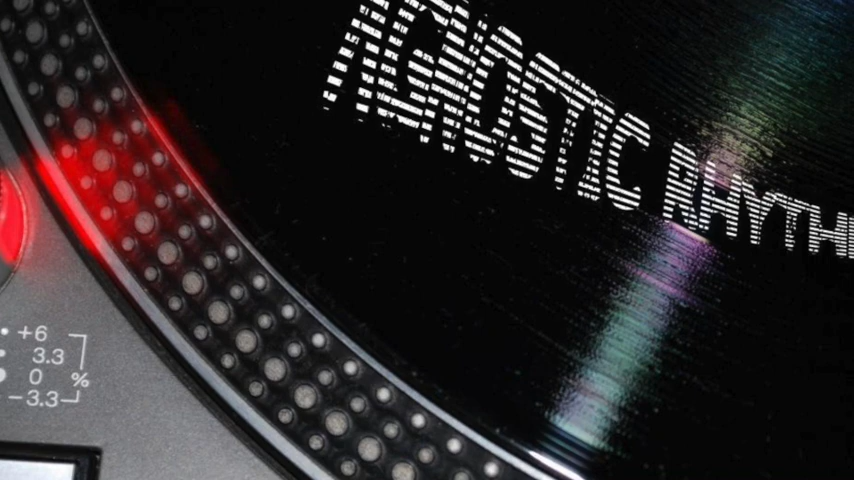 AGNOSTIC RHYTH
+6
3.3
0 %
-3.3